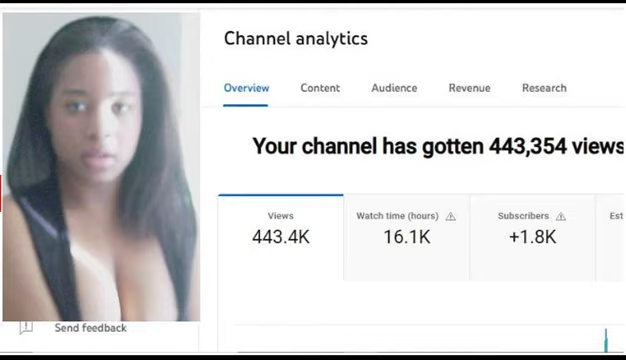 Channel analytics
Overview Content Audience Revenue Research
Your channel has gotten 443,354 views
Views Watch time (hours) Subscribers Est
443.4K 16.1K +1.8K
Send feedback